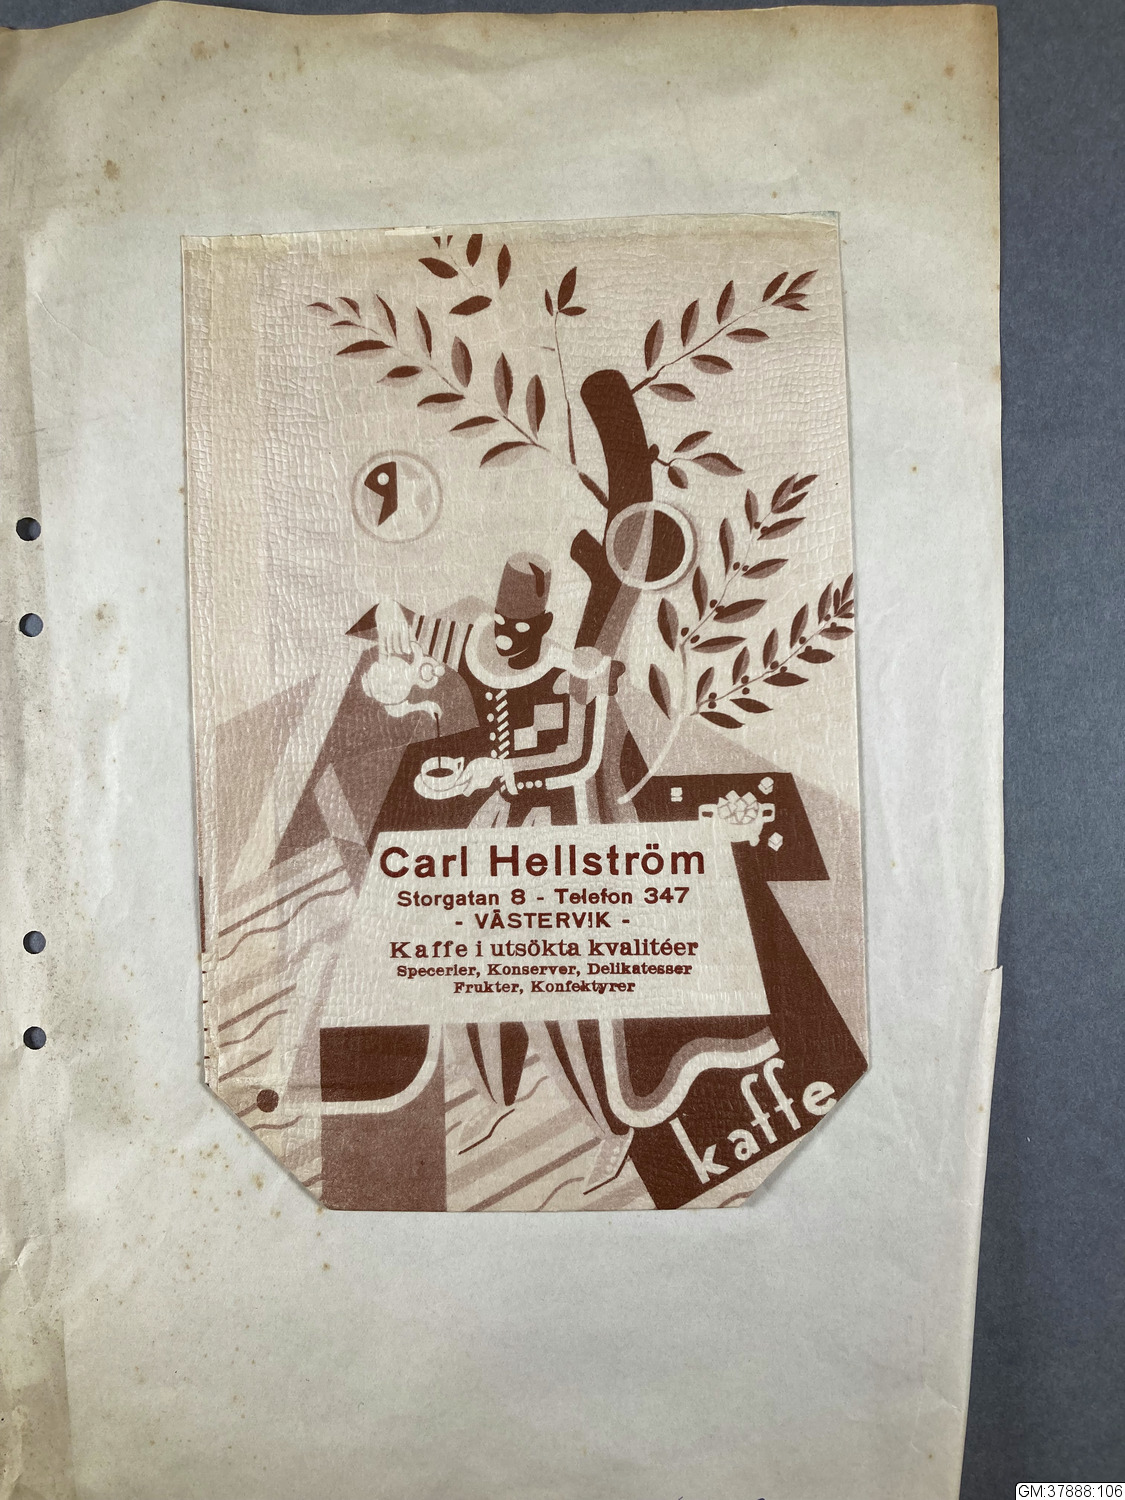 Carl Hellström
Storgatan 8 - Telefon 347
- VÄSTERVIK -
Kaffe i utsökta kvalitéer
Specerier, Konserver, Delikatesser
Frukter, Konfektyrer
kaffe
GM:37888:106